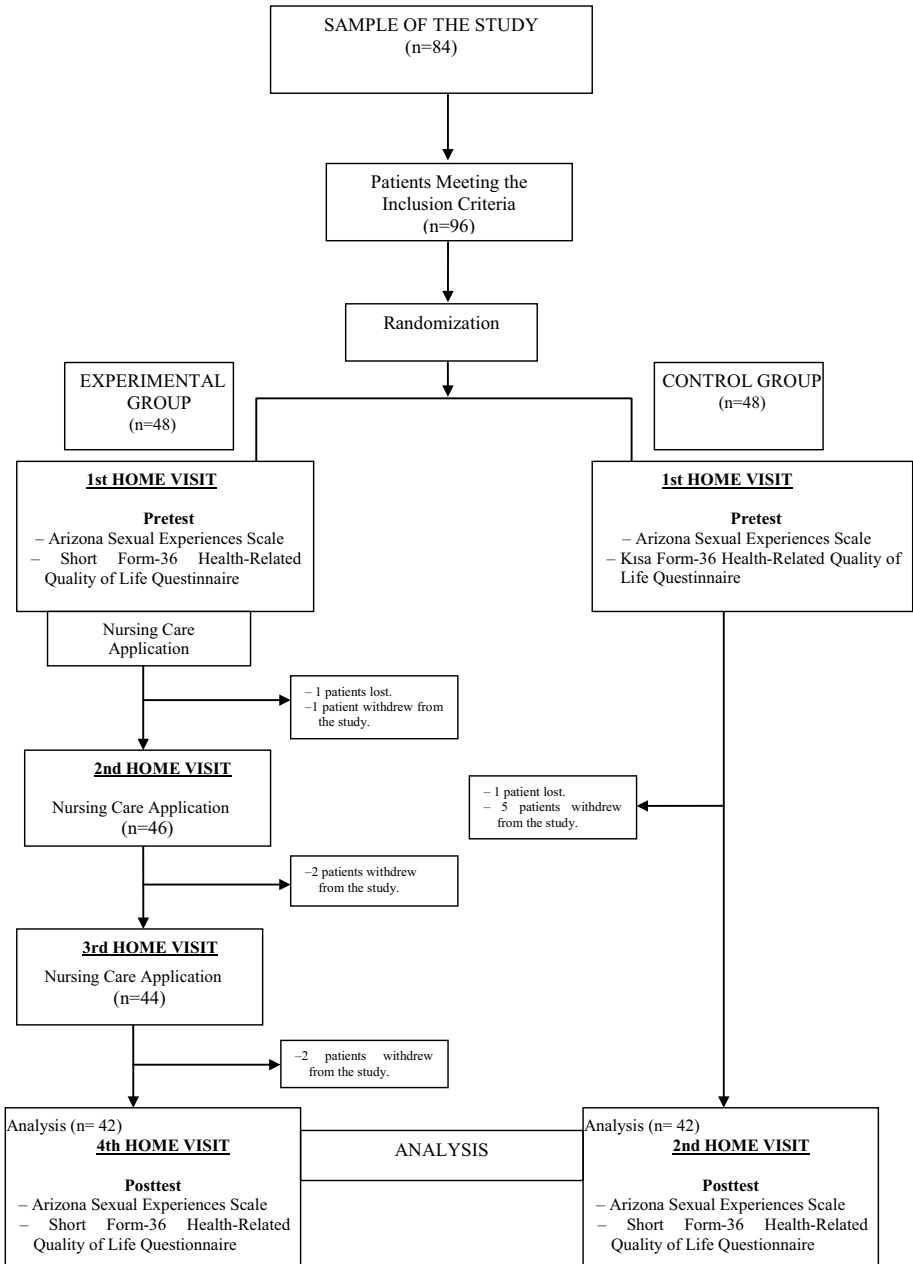 SAMPLE OF THE STUDY
(n=84)
Patients Meeting the
Inclusion Criteria
(n=96)
Randomization
EXPERIMENTAL
GROUP
(n=48)
CONTROL GROUP
(n=48)
1st HOME VISIT
Pretest
– Arizona Sexual Experiences Scale
– Short Form-36 Health-Related
Quality of Life Questinnaire
1st HOME VISIT
Pretest
– Arizona Sexual Experiences Scale
– Kısa Form-36 Health-Related Quality of
Life Questinnaire
Nursing Care
Application
– 1 patients lost.
–1 patient withdrew from
the study.
2nd HOME VISIT
Nursing Care Application
(n=46)
– 1 patient lost.
– 5 patients withdrew
from the study.
–2 patients withdrew
from the study.
3rd HOME VISIT
Nursing Care Application
(n=44)
–2 patients withdrew
from the study.
Analysis (n= 42)
4th HOME VISIT
Posttest
– Arizona Sexual Experiences Scale
– Short Form-36 Health-Related
Quality of Life Questionnaire
ANALYSIS
Analysis (n= 42)
2nd HOME VISIT
Posttest
– Arizona Sexual Experiences Scale
– Short Form-36 Health-Related
Quality of Life Questionnaire